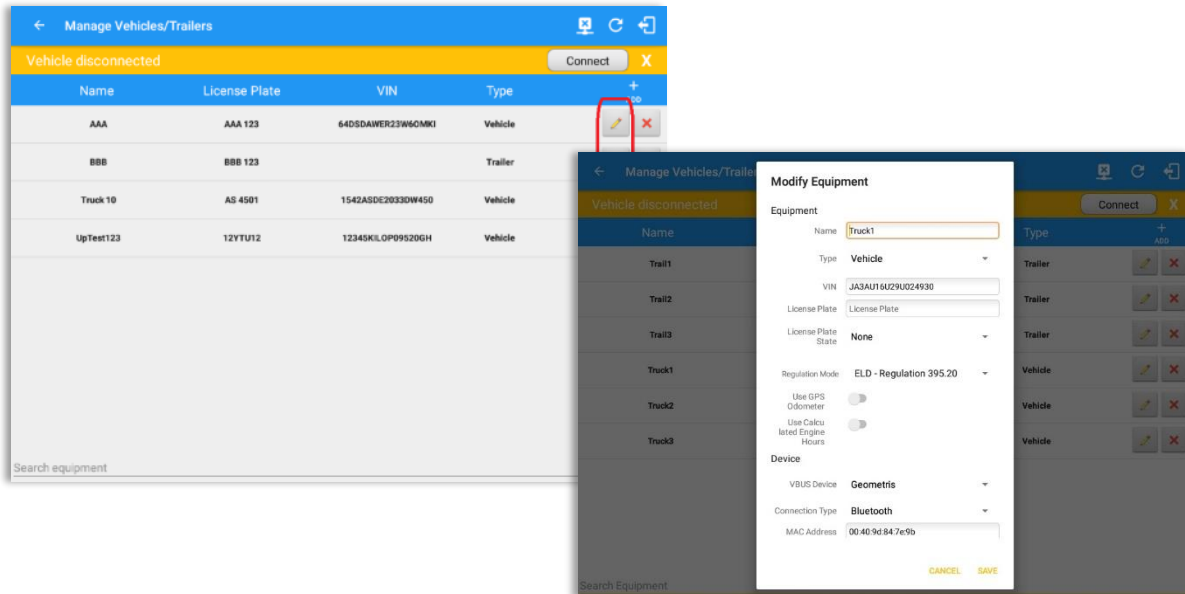 Manage Vehicles/Trailers
Vehicle disconnected Connect X
Name License Plate VIN Type + ADD
AAA AAA 123 64DSDAWER23W6OMKI Vehicle
BBB BBB 123 Trailer
Truck 10 AS 4501 1542ASDE2033DW450 Vehicle
UpTest123 12YTU12 12345KILOP09520GH Vehicle
Search equipment
Manage Vehicles/Trailer
Vehicle disconnected Connect X
Name Type + ADD
Trail1 Trailer
Trail2 Trailer
Trail3 Trailer
Truck1 Vehicle
Truck2 Vehicle
Truck3 Vehicle
Search Equipment
Modify Equipment
Equipment
Name Truck1
Type Vehicle
VIN JA3AU16U29U024930
License Plate License Plate
License Plate
State
None
Regulation Mode ELD - Regulation 395.20
Use GPS
Odometer
Use Calcu
lated Engine
Hours
Device
VBUS Device Geometris
Connection Type Bluetooth
MAC Address 00:40:9d:84:7e:9b
CANCEL SAVE